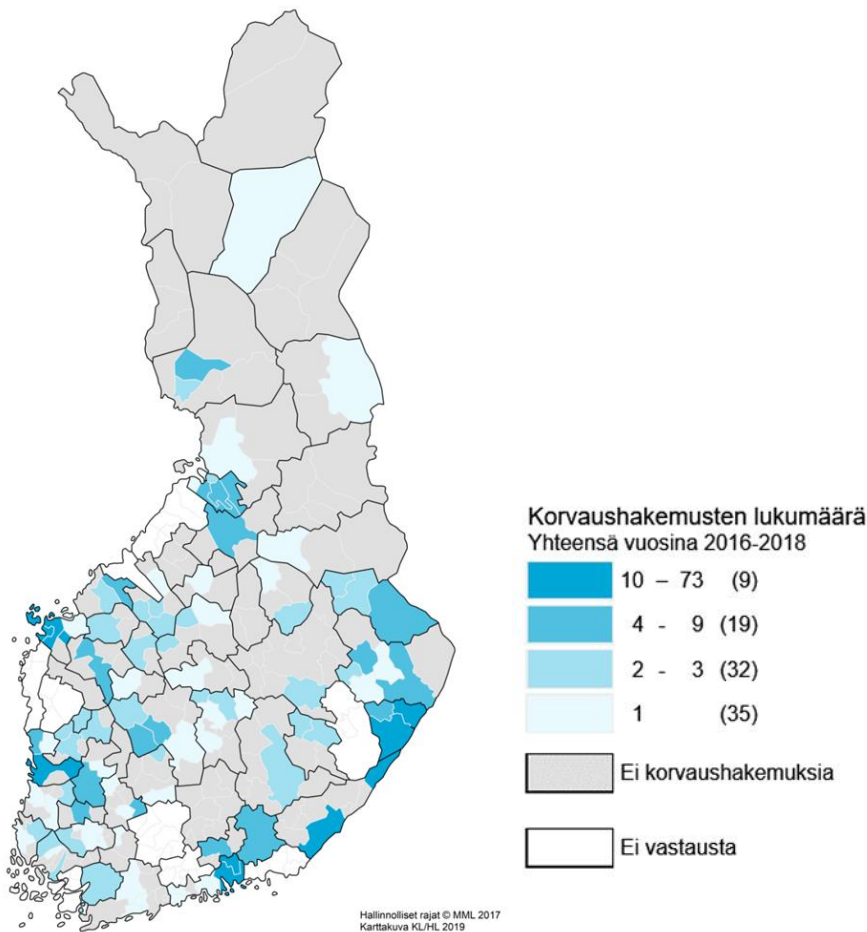 Korvaushakemusten lukumäärä
Yhteensä vuosina 2016-2018
10 – 73 (9)
4 - 9 (19)
2 - 3 (32)
1 (35)
Ei korvaushakemuksia
Ei vastausta
Hallinnolliset rajat © MML 2017
Karttakuva KL/HL 2019